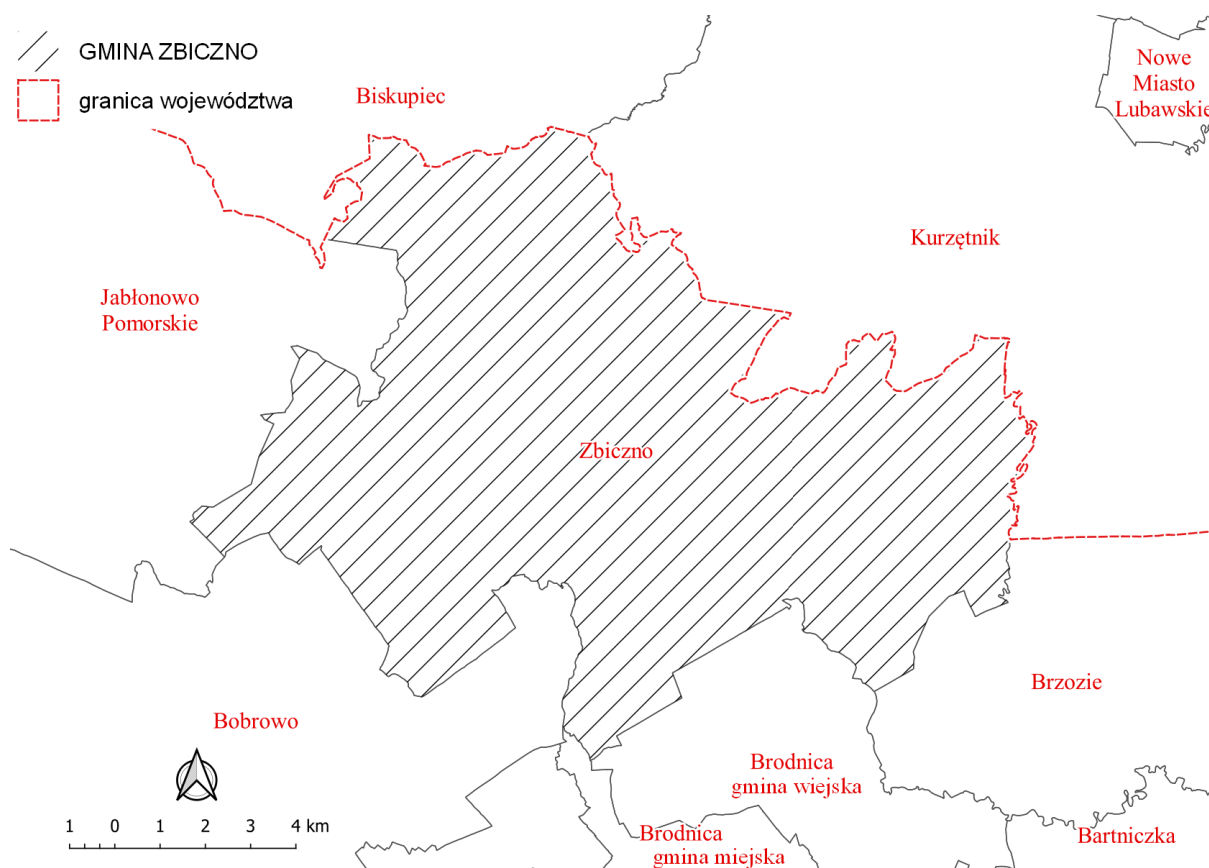 GMINA ZBICZNO
granica województwa
Biskupiec
Nowe
Miasto
Lubawskie
Kurzętnik
Jabłonowo
Pomorskie
Zbiczno
Brzozie
Bobrowo
Brodnica
gmina wiejska
Brodnica
gmina miejska
Bartniczka
1 0 1 2 3 4 km